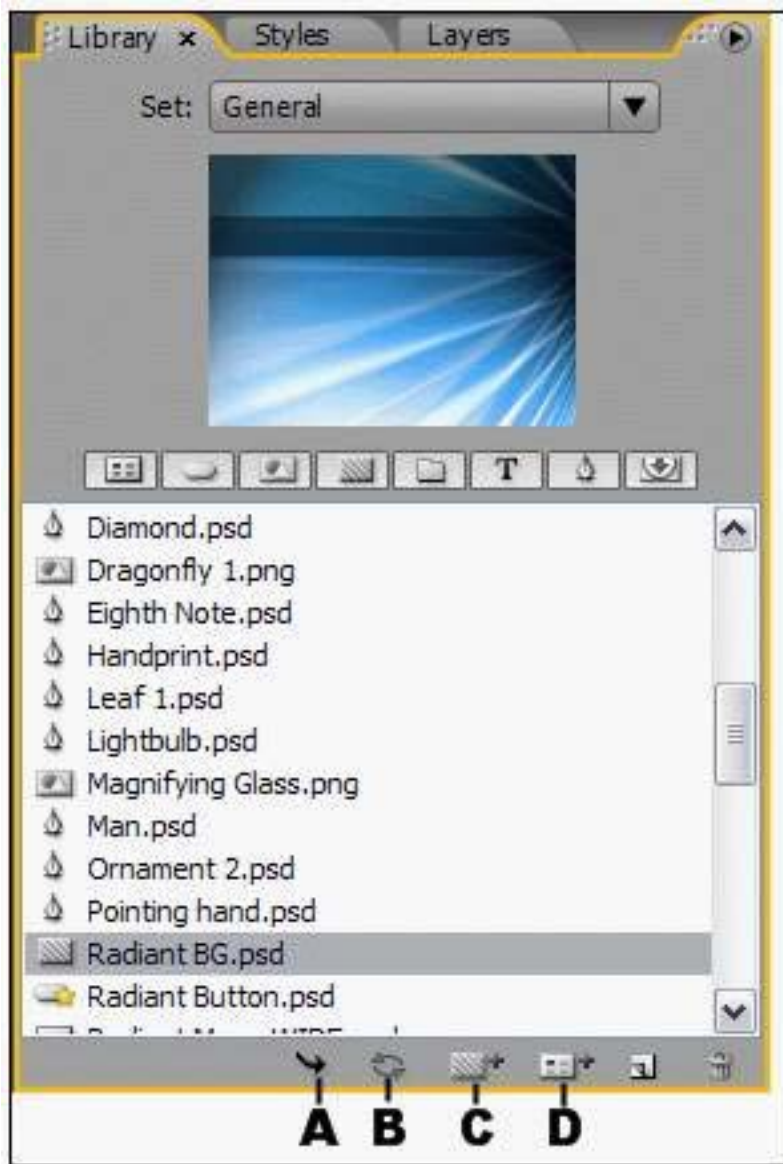 Library x Styles Layers
Set: General
T
Diamond.psd
Dragonfly 1.png
Eighth Note.psd
Handprint.psd
Leaf 1.psd
Lightbulb.psd
Magnifying Glass.png
Man.psd
Ornament 2.psd
Pointing hand.psd
Radiant BG.psd
Radiant Button.psd
A B C D